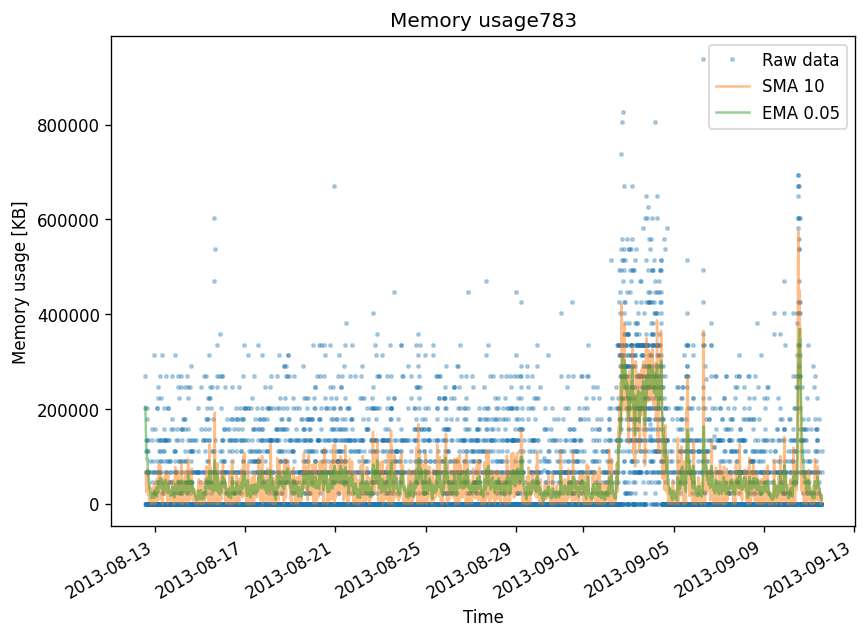 Memory usage783
Raw data
SMA 10
EMA 0.05
Memory usage [KB]
800000
600000
400000
200000
0
2013-08-13
2013-08-17
2013-08-21
2013-08-25
2013-08-29
2013-09-01
2013-09-05
2013-09-09
2013-09-13
Time